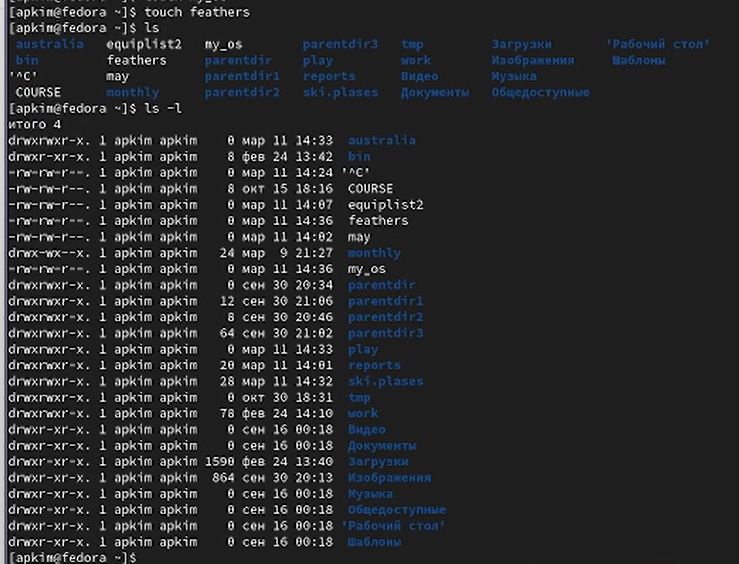 [apkim@fedora ~]$ touch feathers
[apkim@fedora ~]$ ls
australia equiplist2 my_os parentdir3 tmp Загрузки 'Рабочий стол'
bin feathers parentdir play work Изображения Шаблоны
'^C' may parentdir1 reports Видео Музыка
COURSE monthly parentdir2 ski.plases Документы Общедоступные
[apkim@fedora ~]$ ls -l
итого 4
drwxrwxr-x. 1 apkim apkim 0 мар 11 14:33 australia
drwxr-xr-x. 1 apkim apkim 8 фев 24 13:42 bin
-rw-rw-r--. 1 apkim apkim 0 мар 11 14:24 '^C'
-rw-rw-r--. 1 apkim apkim 8 окт 15 18:16 COURSE
-rw-rw-r--. 1 apkim apkim 0 мар 11 14:07 equiplist2
-rw-rw-r--. 1 apkim apkim 0 мар 11 14:36 feathers
-rw-rw-r--. 1 apkim apkim 0 мар 11 14:02 may
drwx-wx--x. 1 apkim apkim 24 мар 9 21:27 monthly
-rw-rw-r--. 1 apkim apkim 0 мар 11 14:36 my_os
drwxrwxr-x. 1 apkim apkim 0 сен 30 20:34 parentdir
drwxrwxr-x. 1 apkim apkim 12 сен 30 21:06 parentdir1
drwxrwxr-x. 1 apkim apkim 8 сен 30 20:46 parentdir2
drwxrwxr-x. 1 apkim apkim 64 сен 30 21:02 parentdir3
drwxrwxr-x. 1 apkim apkim 0 мар 11 14:33 play
drwxrwxr-x. 1 apkim apkim 20 мар 11 14:01 reports
drwxrwxr-x. 1 apkim apkim 28 мар 11 14:32 ski.plases
drwxrwxr-x. 1 apkim apkim 0 окт 30 18:31 tmp
drwxrwxr-x. 1 apkim apkim 78 фев 24 14:10 work
drwxr-xr-x. 1 apkim apkim 0 сен 16 00:18 Видео
drwxr-xr-x. 1 apkim apkim 0 сен 16 00:18 Документы
drwxr-xr-x. 1 apkim apkim 1590 фев 24 13:40 Загрузки
drwxr-xr-x. 1 apkim apkim 864 сен 30 20:13 Изображения
drwxr-xr-x. 1 apkim apkim 0 сен 16 00:18 Музыка
drwxr-xr-x. 1 apkim apkim 0 сен 16 00:18 Общедоступные
drwxr-xr-x. 1 apkim apkim 0 сен 16 00:18 'Рабочий стол'
drwxr-xr-x. 1 apkim apkim 0 сен 16 00:18 Шаблоны
[apkim@fedora ~]$